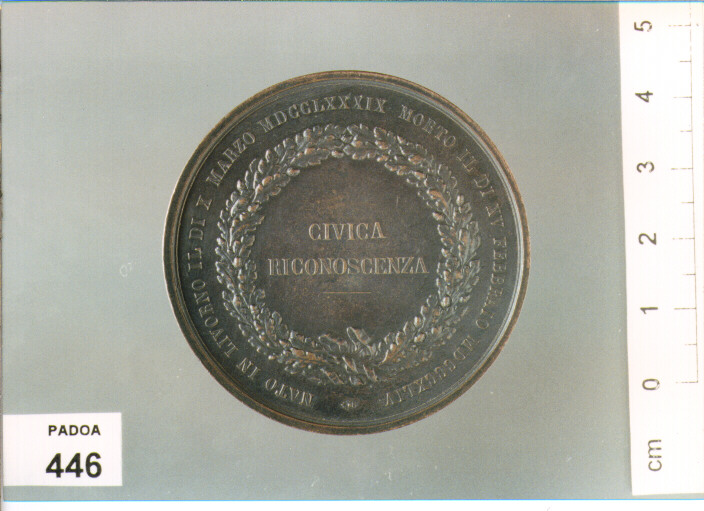 NATO IN LIVORNO IL DI X MARZO MDCCLXXXIX MORTO IL DI XV FEBBRAIO MDCCCXLIV
CIVICA
RICONOSCENZA
PADOA
446
5
4
3
2
1
0
cm